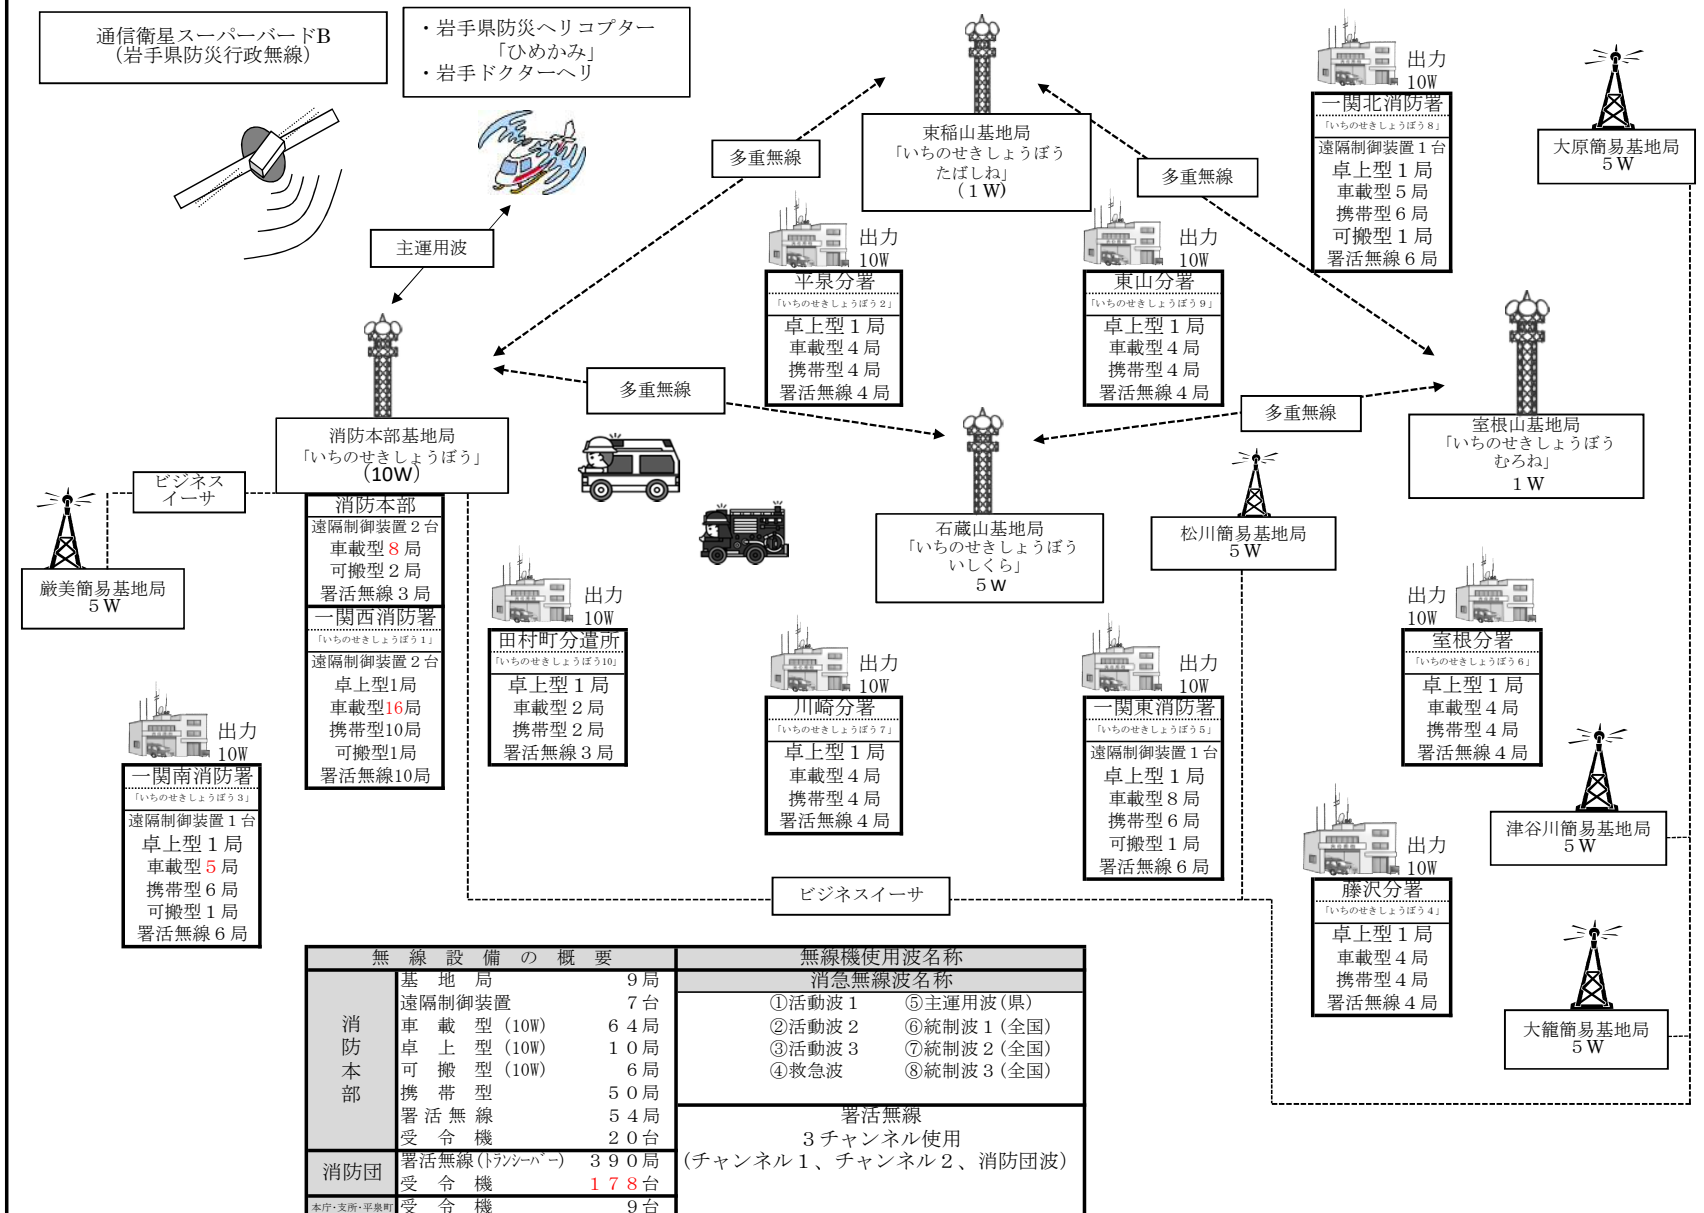 通信衛星スーパーバードB
(岩手県防災行政無線)
・岩手県防災ヘリコプター
「ひめかみ」
・岩手ドクターヘリ
主運用波
多重無線
束稲山基地局
「いちのせきしょうぼう
たばしね」
(１W)
多重無線
出力
10W
一関北消防署
「いちのせきしょうぼう８」
遠隔制御装置１台
卓上型１局
車載型５局
携帯型６局
可搬型１局
署活無線６局
大原簡易基地局
５W
出力
10W
平泉分署
「いちのせきしょうぼう２」
卓上型１局
車載型４局
携帯型４局
署活無線４局
出力
10W
東山分署
「いちのせきしょうぼう９」
卓上型１局
車載型４局
携帯型４局
署活無線４局
多重無線
多重無線
消防本部基地局
「いちのせきしょうぼう」
(10W)
ビジネス
イーサ
厳美簡易基地局
５W
消防本部
遠隔制御装置２台
車載型８局
可搬型２局
署活無線３局
一関西消防署
「いちのせきしょうぼう１」
遠隔制御装置２台
卓上型1局
車載型16局
携帯型10局
可搬型1局
署活無線10局
石蔵山基地局
「いちのせきしょうぼう
いしくら」
５W
松川簡易基地局
５W
室根山基地局
「いちのせきしょうぼう
むろね」
１W
出力
10W
田村町分遣所
「いちのせきしょうぼう10」
卓上型１局
車載型２局
携帯型２局
署活無線３局
出力
10W
川崎分署
「いちのせきしょうぼう７」
卓上型１局
車載型４局
携帯型４局
署活無線４局
出力
10W
一関東消防署
「いちのせきしょうぼう５」
遠隔制御装置１台
卓上型１局
車載型８局
携帯型６局
可搬型１局
署活無線６局
出力
10W
室根分署
「いちのせきしょうぼう６」
卓上型１局
車載型４局
携帯型４局
署活無線４局
出力
10W
一関南消防署
「いちのせきしょうぼう３」
遠隔制御装置１台
卓上型１局
車載型５局
携帯型６局
可搬型１局
署活無線６局
津谷川簡易基地局
５W
出力
10W
藤沢分署
「いちのせきしょうぼう４」
卓上型１局
車載型４局
携帯型４局
署活無線４局
大籠簡易基地局
５W
ビジネスイーサ
無線設備の概要
消防本部
基地局 ９局
遠隔制御装置 ７台
車載型(10W) ６４局
卓上型(10W) １０局
可搬型(10W) ６局
携帯型 ５０局
署活無線 ５４局
受令機 ２０台
消防団
署活無線(ﾄﾗﾝｼｰﾊﾞｰ) ３９０局
受令機 １７８台
本庁・支所・平泉町 受令機 ９台
無線機使用波名称
消急無線波名称
①活動波１ ⑤主運用波(県)
②活動波２ ⑥統制波１(全国)
③活動波３ ⑦統制波２(全国)
④救急波 ⑧統制波３(全国)
署活無線
３チャンネル使用
(チャンネル１、チャンネル２、消防団波)